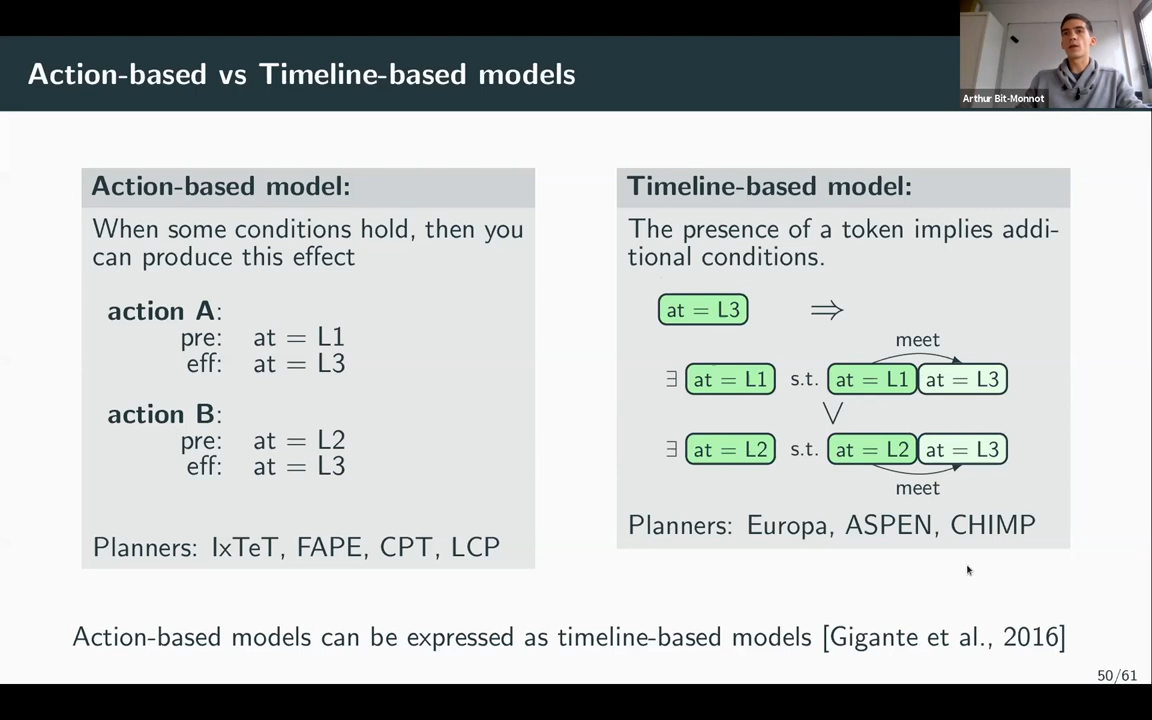 Action-based vs Timeline-based models
Arthur Bit-Monnot
Action-based model:
When some conditions hold, then you
can produce this effect
action A:
pre: at = L1
eff: at = L3
action B:
pre: at = L2
eff: at = L3
Planners: IxTeT, FAPE, CPT, LCP
Timeline-based model:
The presence of a token implies addi-
tional conditions.
at = L3 ⇒
meet
∃ at = L1 s.t. at = L1 at = L3
∨
∃ at = L2 s.t. at = L2 at = L3
meet
Planners: Europa, ASPEN, CHIMP
Action-based models can be expressed as timeline-based models [Gigante et al., 2016]
50/61